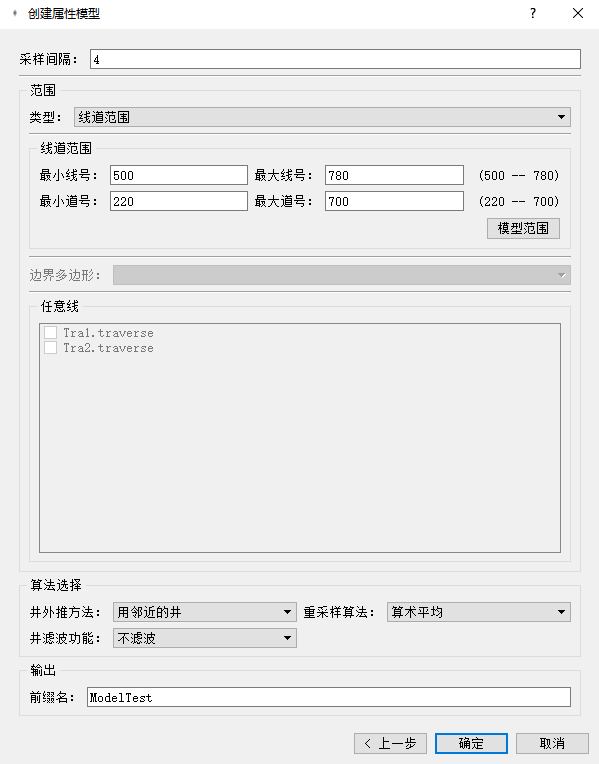 创建属性模型
采样间隔： 4
范围
类型： 线道范围
线道范围
最小线号： 500 最大线号： 780 (500 -- 780)
最小道号： 220 最大道号： 700 (220 -- 700)
模型范围
边界多边形：
任意线
Tra1.traverse
Tra2.traverse
算法选择
井外推方法： 用邻近的井 重采样算法： 算术平均
井滤波功能： 不滤波
输出
前缀名： ModelTest
< 上一步 确定 取消